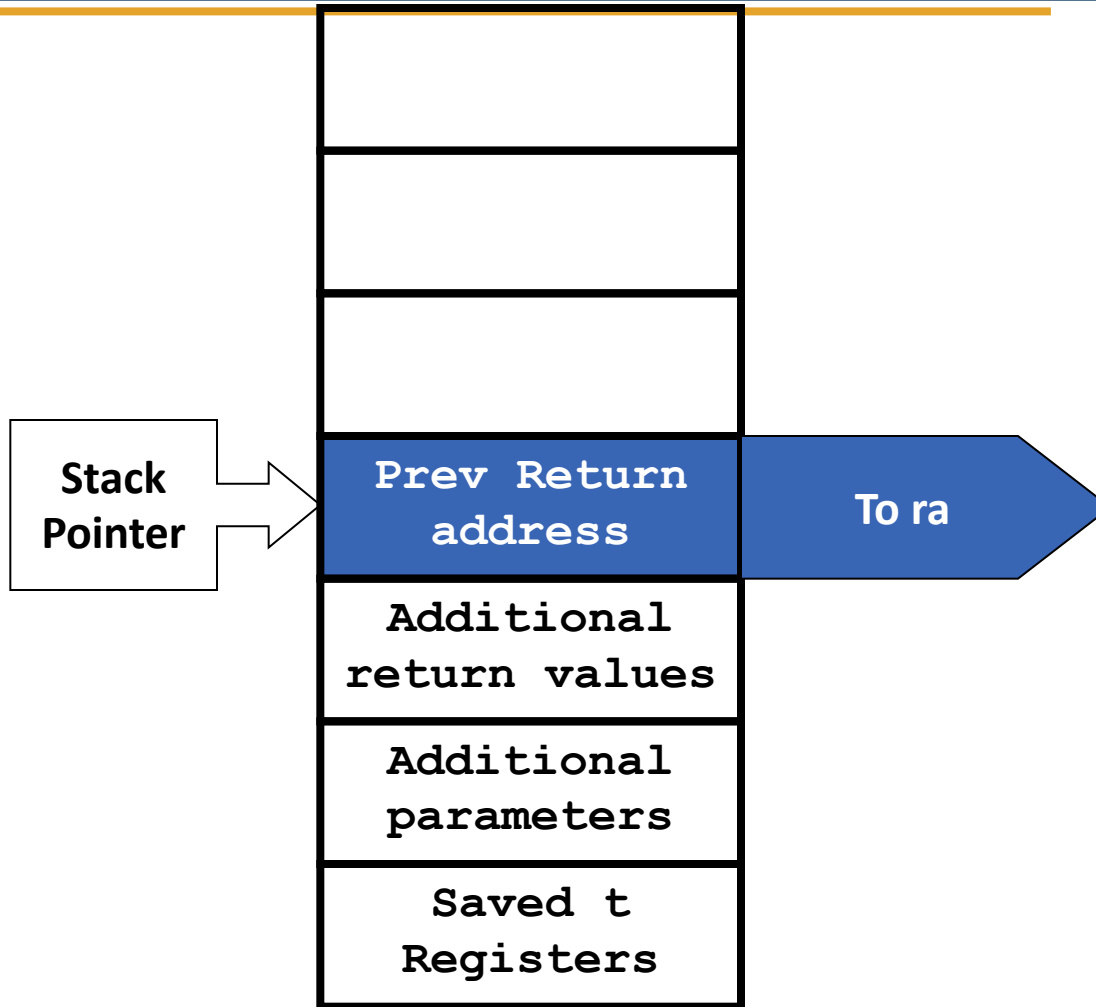 Stack
Pointer
Prev Return
address
To ra
Additional
return values
Additional
parameters
Saved t
Registers